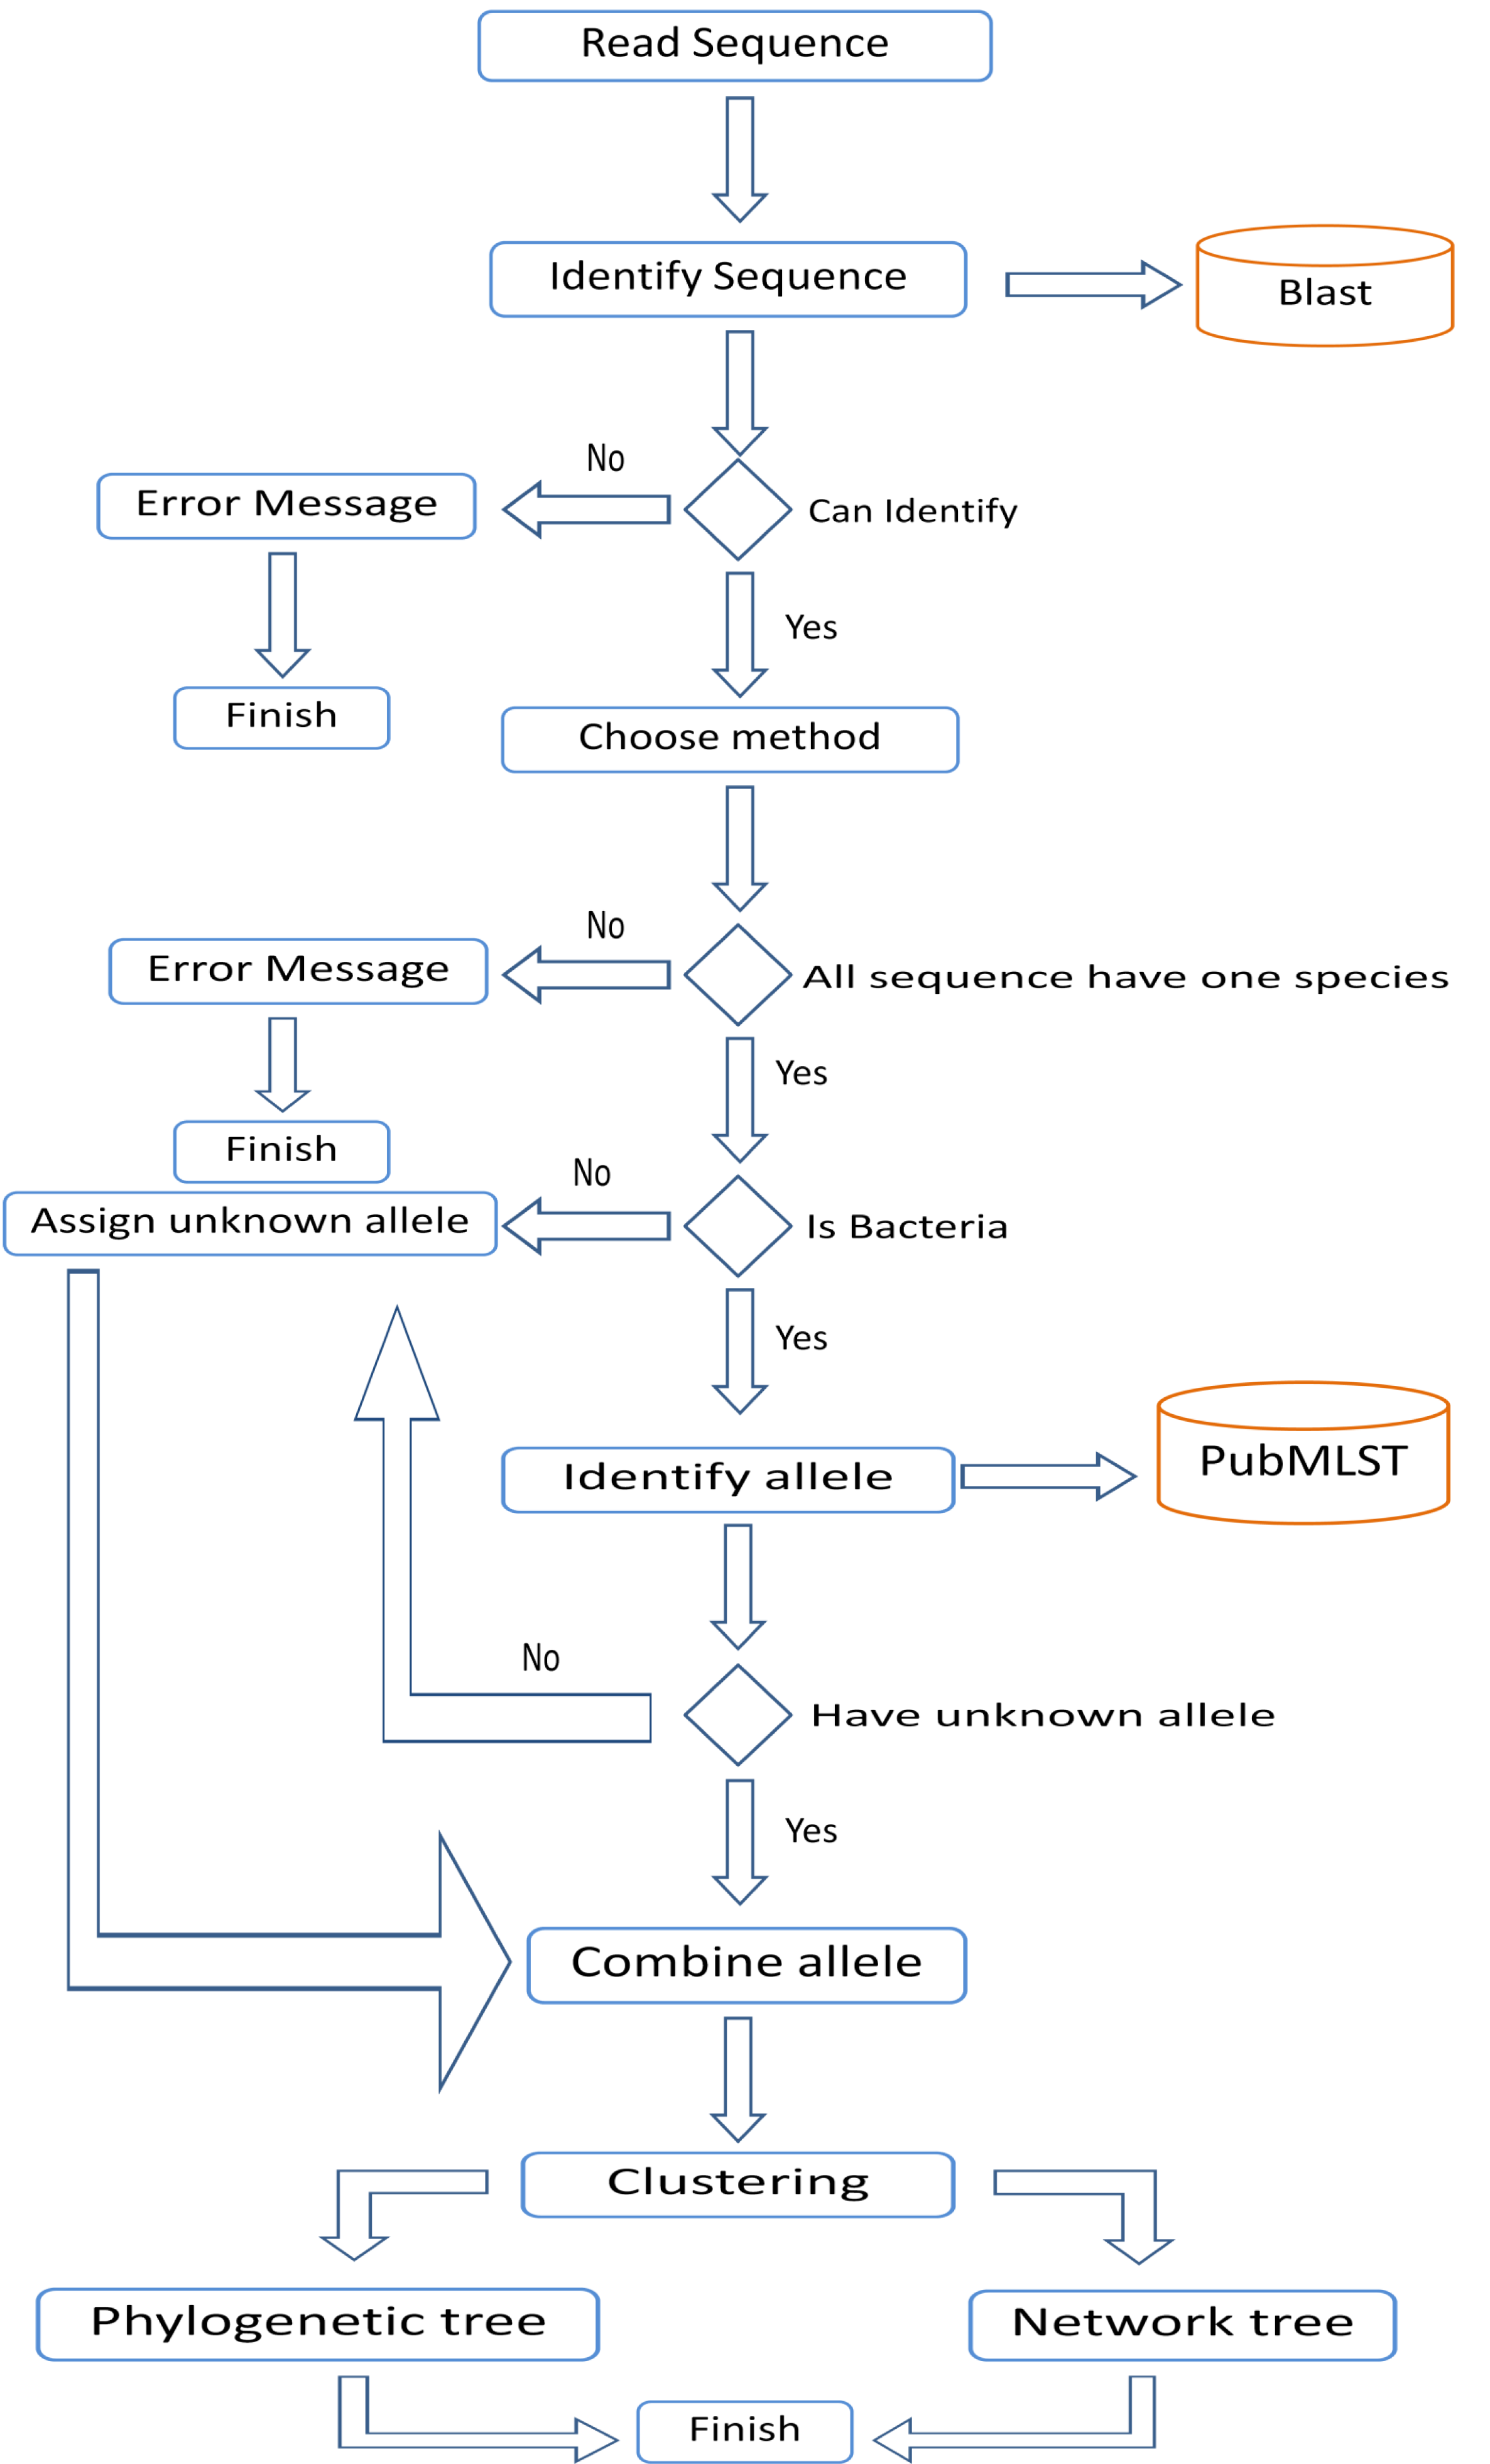 Read Sequence
Identify Sequence
Blast
No
Error Message
Can Identify
Yes
Finish
Choose method
No
Error Message
All sequence have one species
Yes
Finish
No
Assign unknown allele
Is Bacteria
Yes
Identify allele
PubMLST
No
Have unknown allele
Yes
Combine allele
Clustering
Phylogenetic tree
Network tree
Finish